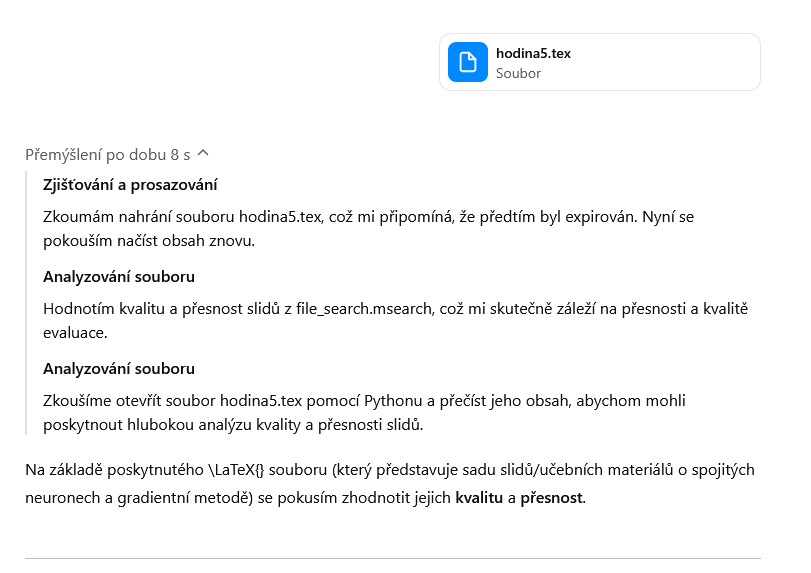 hodina5.tex
Soubor
Přemýšlení po dobu 8 s
Zjišťování a prosazování
Zkoumám nahrání souboru hodina5.tex, což mi připomíná, že předtím byl expirován. Nyní se
pokouším načíst obsah znovu.
Analyzování souboru
Hodnotím kvalitu a přesnost slidů z file_search.msearch, což mi skutečně záleží na přesnosti a kvalitě
evaluace.
Analyzování souboru
Zkoušíme otevřít soubor hodina5.tex pomocí Pythonu a přečíst jeho obsah, abychom mohli
poskytnout hlubokou analýzu kvality a přesnosti slidů.
Na základě poskytnutého \LaTeX{} souboru (který představuje sadu slidů/učebních materiálů o spojitých
neuronech a gradientní metodě) se pokusím zhodnotit jejich kvalitu a přesnost.